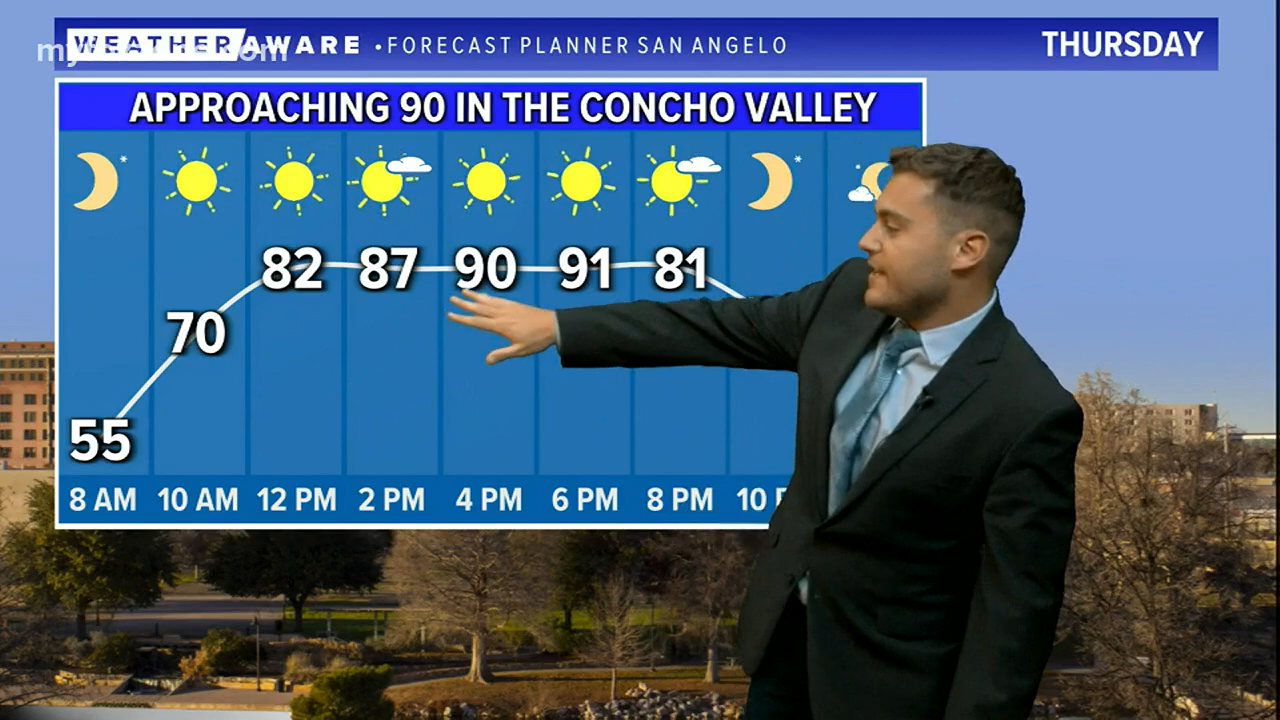 WEATHER AWARE • FORECAST PLANNER SAN ANGELO
THURSDAY
APPROACHING 90 IN THE CONCHO VALLEY
82 87 90 91 81
70
55
8 AM 10 AM 12 PM 2 PM 4 PM 6 PM 8 PM 10